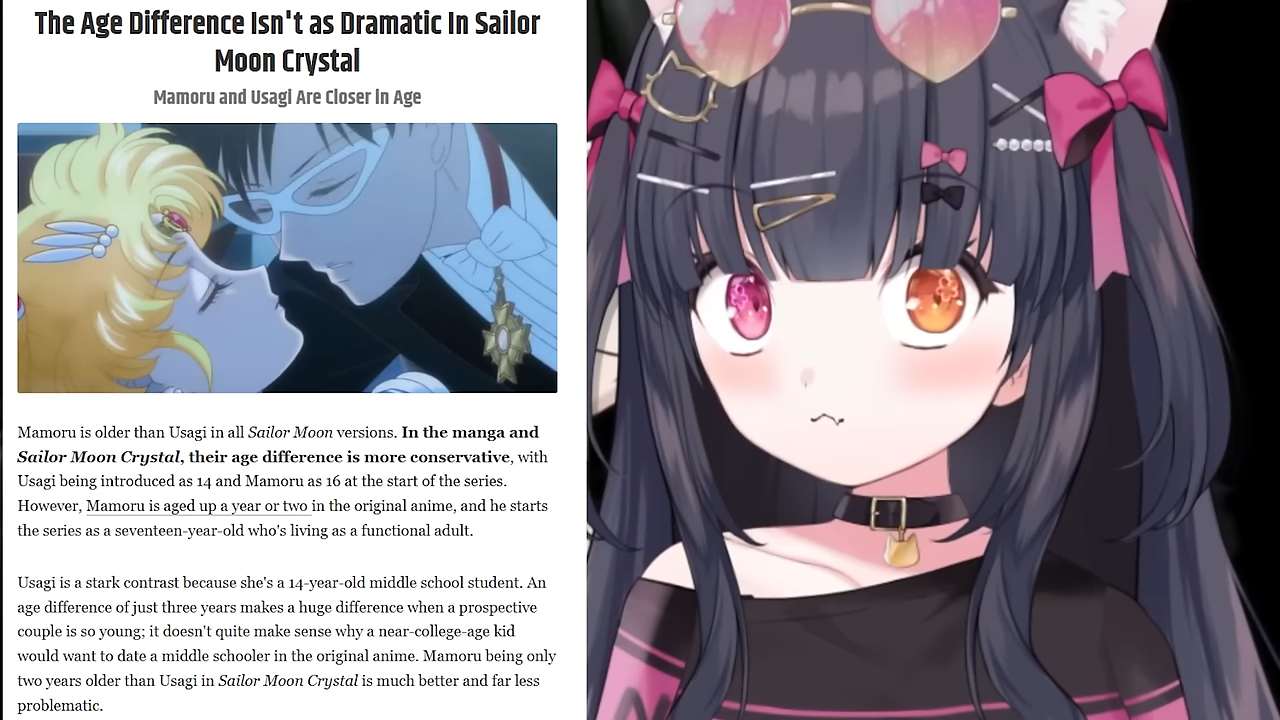 The Age Difference Isn't as Dramatic In Sailor
Moon Crystal
Mamoru and Usagi Are Closer in Age
Mamoru is older than Usagi in all Sailor Moon versions. In the manga and
Sailor Moon Crystal, their age difference is more conservative, with
Usagi being introduced as 14 and Mamoru as 16 at the start of the series.
However, Mamoru is aged up a year or two in the original anime, and he starts
the series as a seventeen-year-old who's living as a functional adult.
Usagi is a stark contrast because she's a 14-year-old middle school student. An
age difference of just three years makes a huge difference when a prospective
couple is so young; it doesn't quite make sense why a near-college-age kid
would want to date a middle schooler in the original anime. Mamoru being only
two years older than Usagi in Sailor Moon Crystal is much better and far less
problematic.